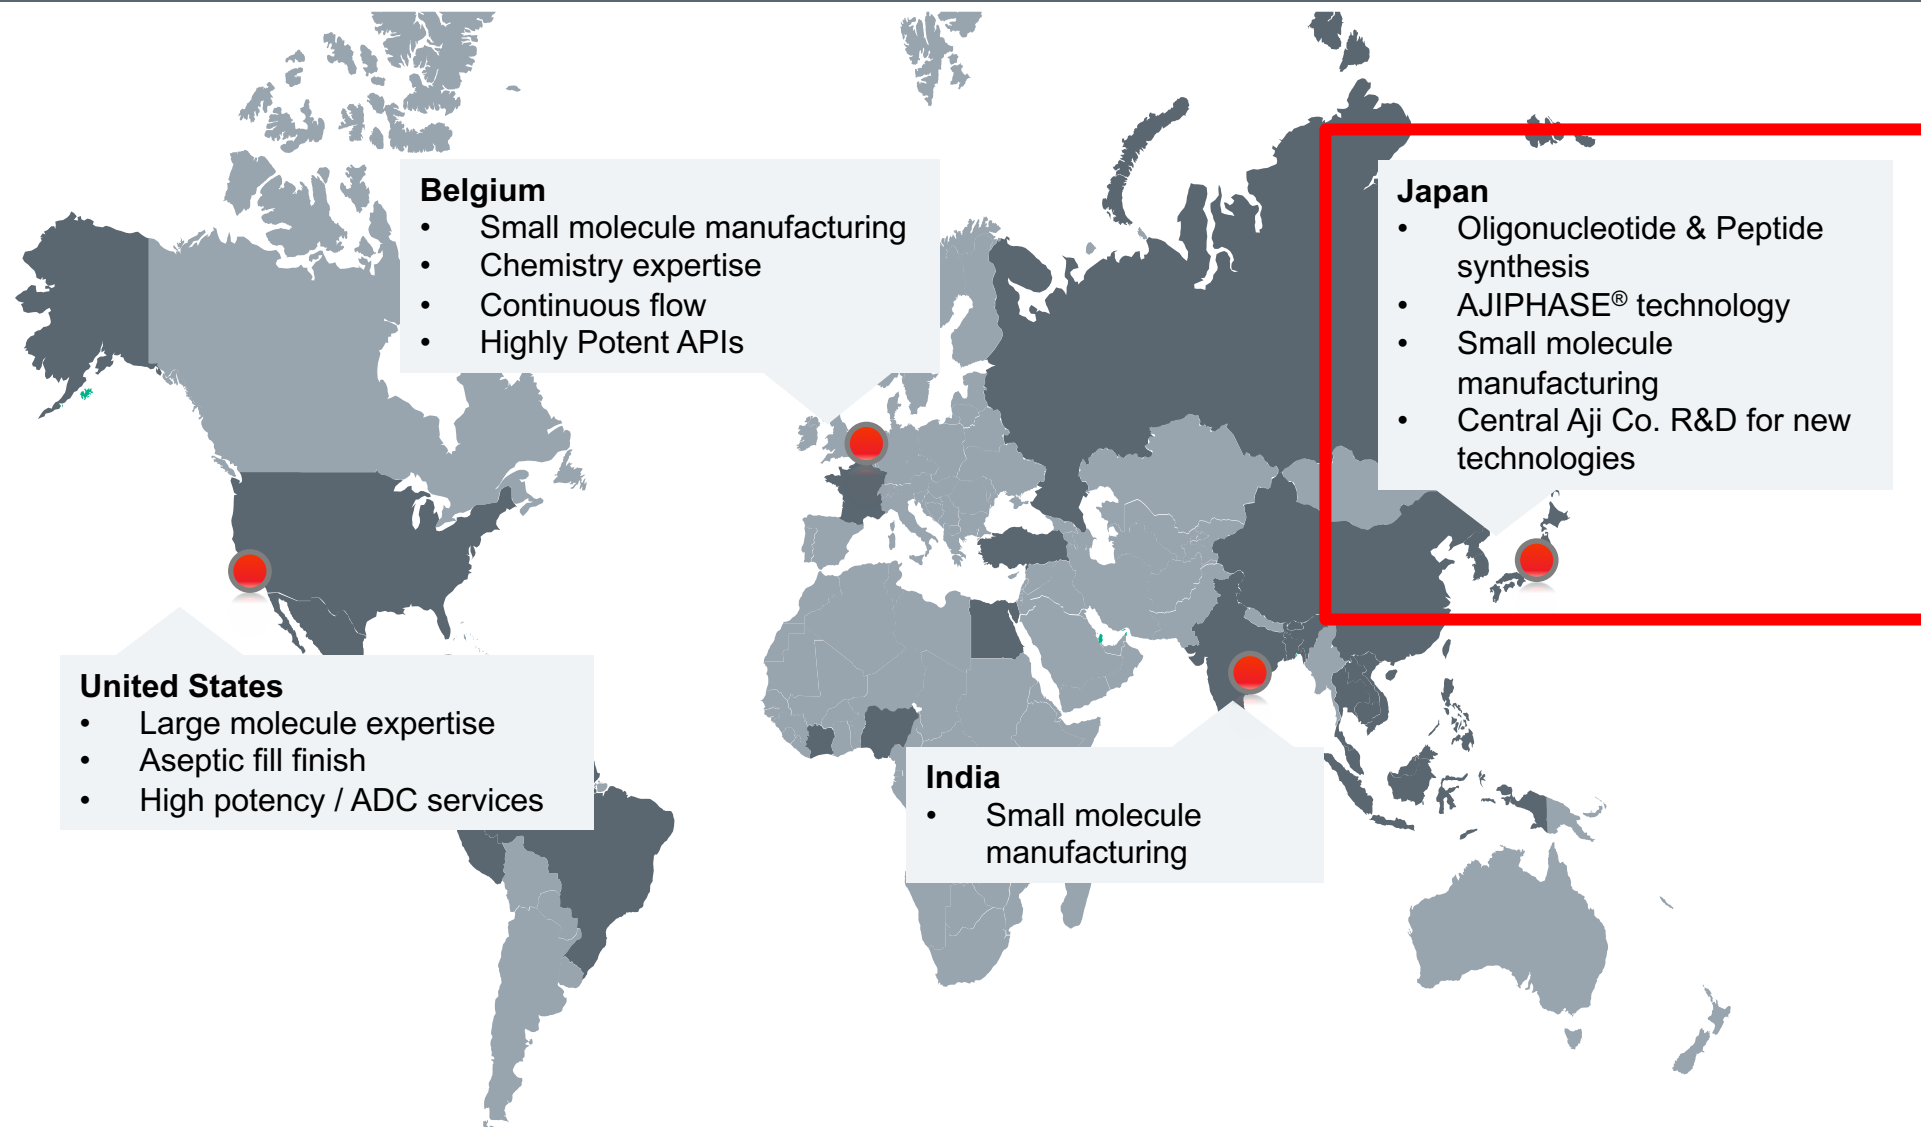 Belgium
• Small molecule manufacturing
• Chemistry expertise
• Continuous flow
• Highly Potent APIs
Japan
• Oligonucleotide & Peptide
synthesis
• AJIPHASE® technology
• Small molecule
manufacturing
• Central Aji Co. R&D for new
technologies
United States
• Large molecule expertise
• Aseptic fill finish
• High potency / ADC services
India
• Small molecule
manufacturing